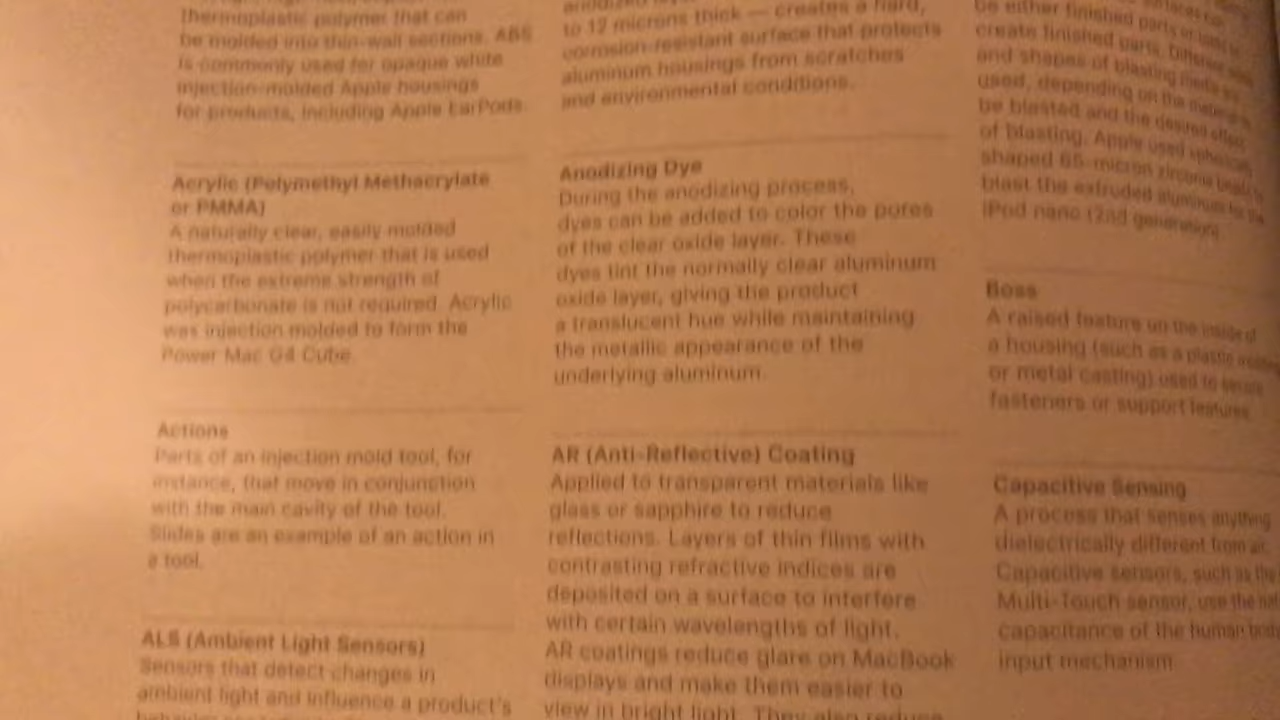 thermoplastic polymer that can
be molded into thin-wall sections. ABS
is commonly used for opaque white
injection-molded Apple housings
for products, including Apple EarPods.
Acrylic (Polymethyl Methacrylate
or PMMA)
A naturally clear, easily molded
thermoplastic polymer that is used
when the extreme strength of
polycarbonate is not required. Acrylic
was injection molded to form the
Power Mac G4 Cube.
Actions
Parts of an injection mold tool, for
instance, that move in conjunction
with the main cavity of the tool.
Slides are an example of an action in
a tool.
ALS (Ambient Light Sensors)
Sensors that detect changes in
ambient light and influence a product's
to 12 microns thick — creates a hard,
corrosion-resistant surface that protects
aluminum housings from scratches
and environmental conditions.
Anodizing Dye
During the anodizing process,
dyes can be added to color the pores
of the clear oxide layer. These
dyes tint the normally clear aluminum
oxide layer, giving the product
a translucent hue while maintaining
the metallic appearance of the
underlying aluminum.
AR (Anti-Reflective) Coating
Applied to transparent materials like
glass or sapphire to reduce
reflections. Layers of thin films with
contrasting refractive indices are
deposited on a surface to interfere
with certain wavelengths of light.
AR coatings reduce glare on MacBook
displays and make them easier to
view in bright light. They also reduce
be either finished parts or
create finished parts. Different
and shapes of blasting media are
used, depending on the material to
be blasted and the desired effect
of blasting. Apple used spherically
shaped 65-micron zirconia beads to
blast the extruded aluminum for the
iPod nano (2nd generation).
Boss
A raised feature on the inside of
a housing (such as a plastic
or metal casting) used to
fasteners or support features.
Capacitive Sensing
A process that senses anything
dielectrically different from air.
Capacitive sensors, such as the
Multi-Touch sensor, use the
capacitance of the human body
input mechanism.